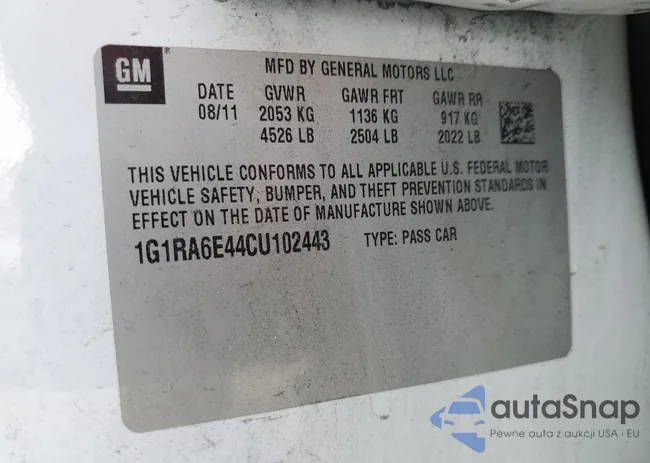 GM
MFD BY GENERAL MOTORS LLC
DATE GVWR GAWR FRT GAWR RR
08/11 2053 KG 1136 KG 917 KG
4526 LB 2504 LB 2022 LB
THIS VEHICLE CONFORMS TO ALL APPLICABLE U.S. FEDERAL MOTOR
VEHICLE SAFETY, BUMPER, AND THEFT PREVENTION STANDARDS IN
EFFECT ON THE DATE OF MANUFACTURE SHOWN ABOVE.
1G1RA6E44CU102443 TYPE: PASS CAR
autaSnap
Pewne auta z aukcji USA i EU